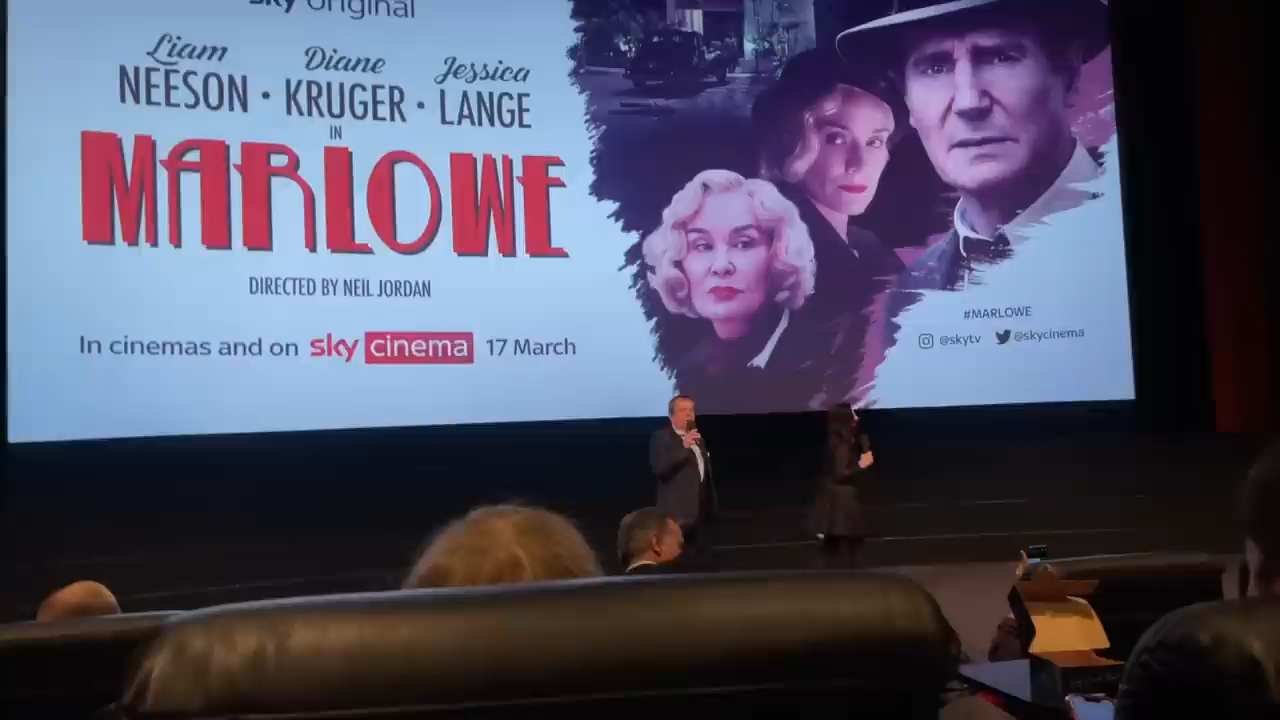 sky original
Liam Diane Jessica
NEESON · KRUGER · LANGE
IN
MARLOWE
DIRECTED BY NEIL JORDAN
In cinemas and on sky cinema 17 March
#MARLOWE
@skytv @skycinema